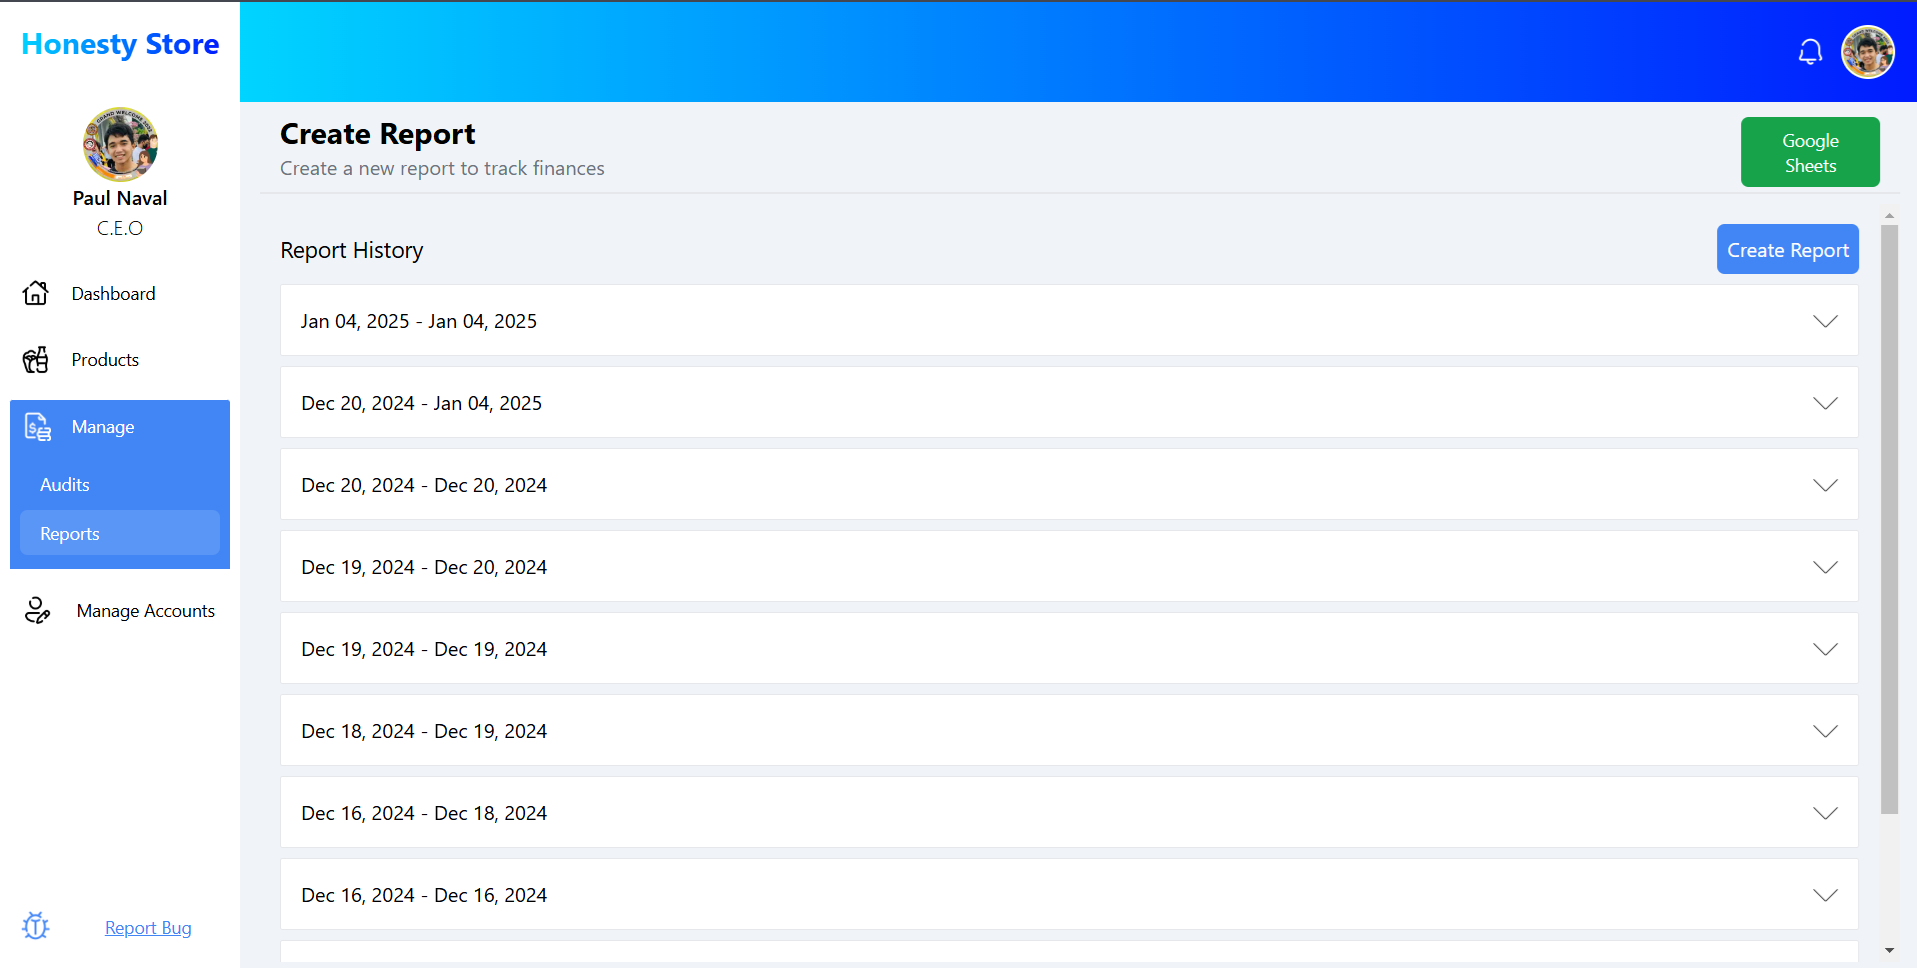 Honesty Store
Paul Naval
C.E.O
Dashboard
Products
Manage
Audits
Reports
Manage Accounts
Report Bug
Create Report
Create a new report to track finances
Google
Sheets
Report History
Create Report
Jan 04, 2025 - Jan 04, 2025
Dec 20, 2024 - Jan 04, 2025
Dec 20, 2024 - Dec 20, 2024
Dec 19, 2024 - Dec 20, 2024
Dec 19, 2024 - Dec 19, 2024
Dec 18, 2024 - Dec 19, 2024
Dec 16, 2024 - Dec 18, 2024
Dec 16, 2024 - Dec 16, 2024